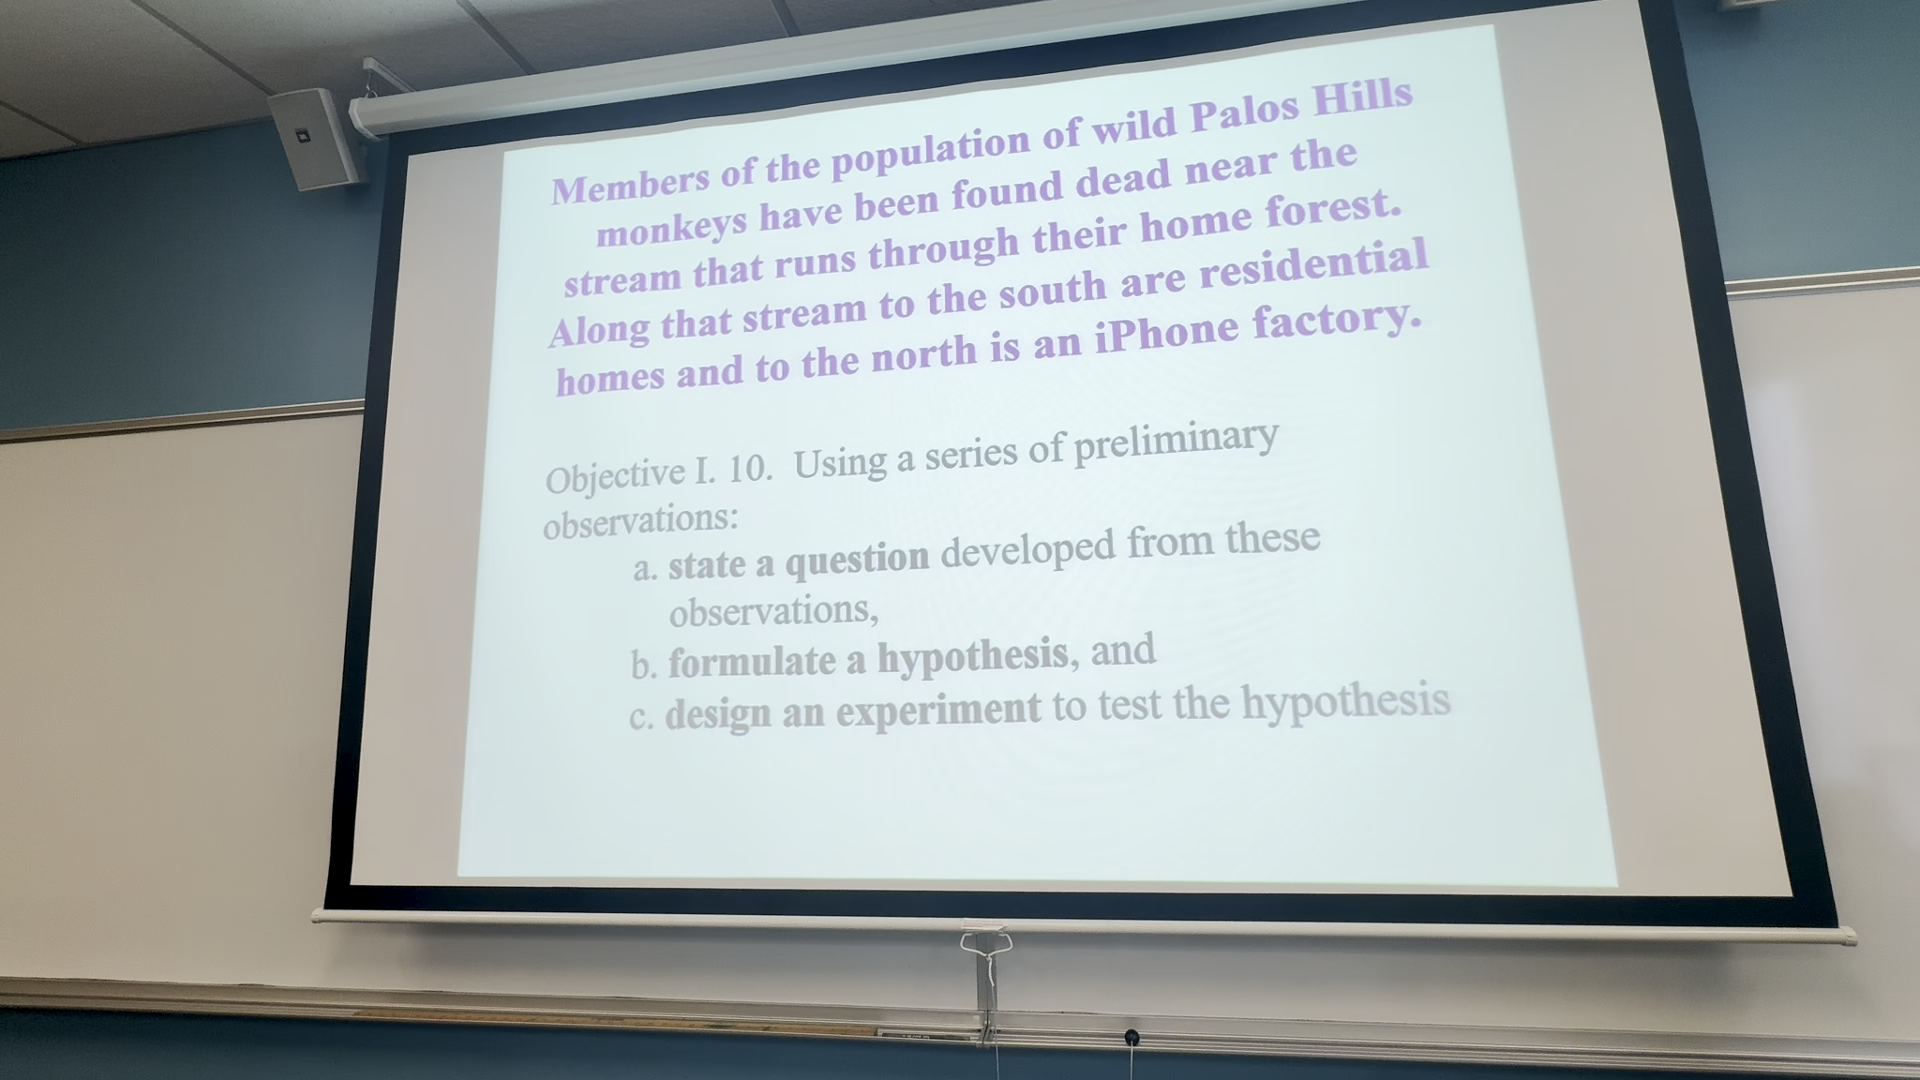 Members of the population of wild Palos Hills
monkeys have been found dead near the
stream that runs through their home forest.
Along that stream to the south are residential
homes and to the north is an iPhone factory.
Objective I. 10. Using a series of preliminary
observations:
a. state a question developed from these
observations,
b. formulate a hypothesis, and
c. design an experiment to test the hypothesis